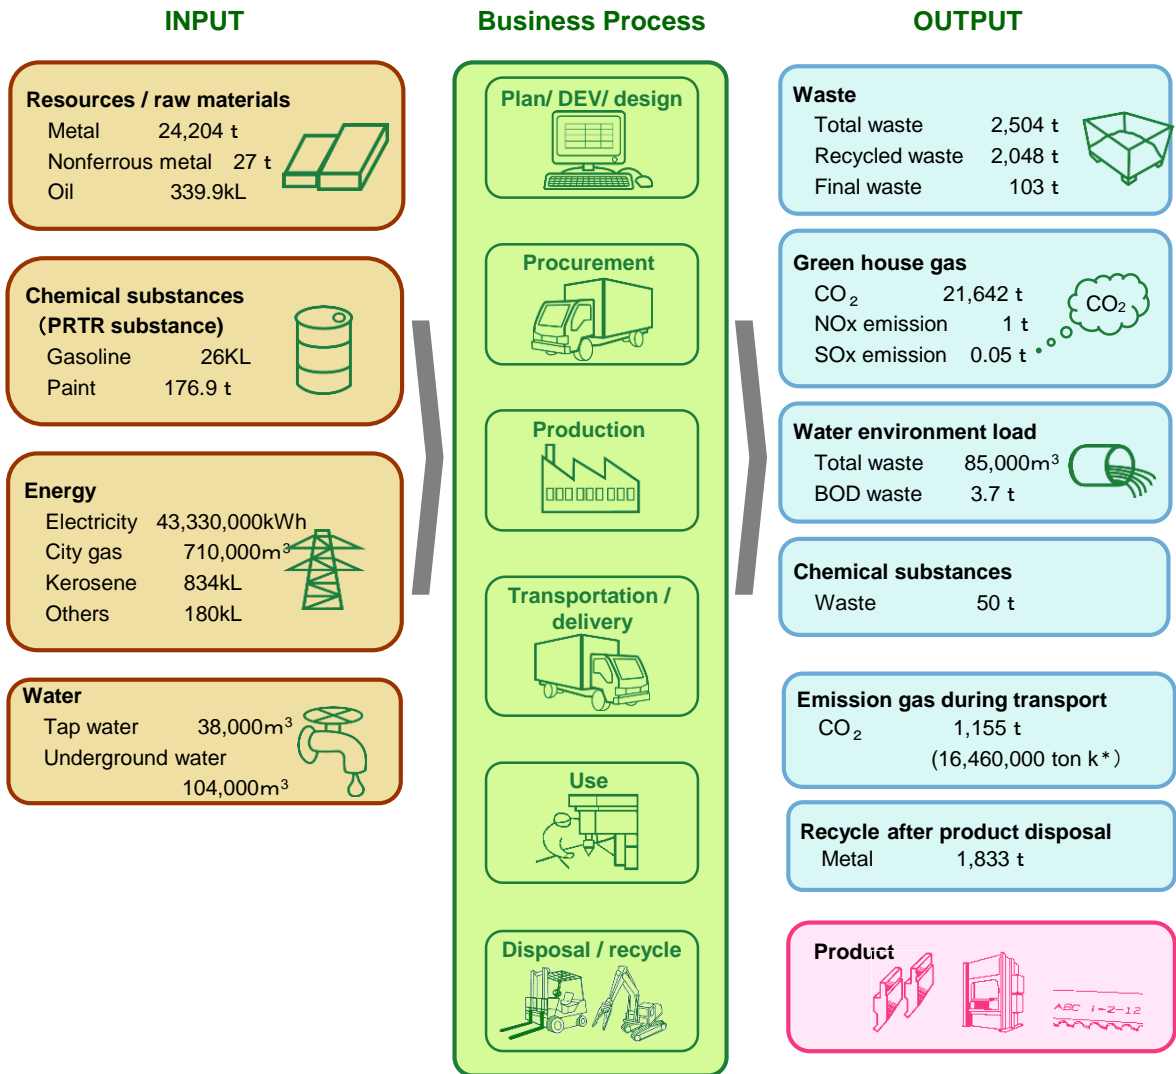 INPUT
Resources / raw materials
Metal 24,204 t
Nonferrous metal 27 t
Oil 339.9kL
Chemical substances
(PRTR substance)
Gasoline 26KL
Paint 176.9 t
Energy
Electricity 43,330,000kWh
City gas 710,000m³
Kerosene 834kL
Others 180kL
Water
Tap water 38,000m³
Underground water
104,000m³
Business Process
Plan/ DEV/ design
Procurement
Production
Transportation /
delivery
Use
Disposal / recycle
OUTPUT
Waste
Total waste 2,504 t
Recycled waste 2,048 t
Final waste 103 t
Green house gas
CO₂ 21,642 t
NOx emission 1 t
SOx emission 0.05 t
CO₂
Water environment load
Total waste 85,000m³
BOD waste 3.7 t
Chemical substances
Waste 50 t
Emission gas during transport
CO₂ 1,155 t
(16,460,000 ton k*)
Recycle after product disposal
Metal 1,833 t
Product
ABC 1-2-12